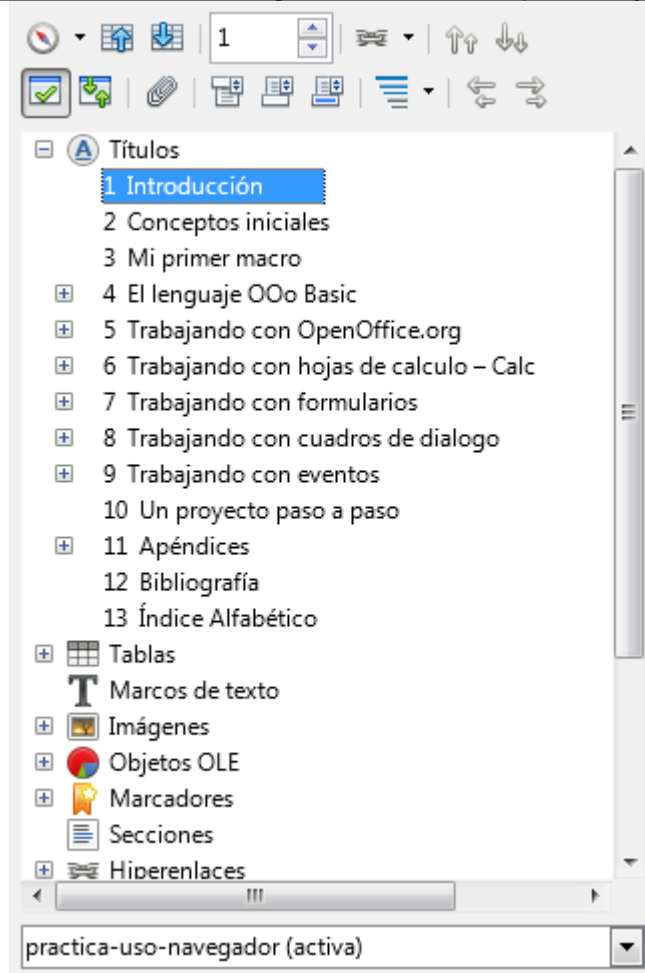 1
Títulos
1 Introducción
2 Conceptos iniciales
3 Mi primer macro
4 El lenguaje OOo Basic
5 Trabajando con OpenOffice.org
6 Trabajando con hojas de calculo – Calc
7 Trabajando con formularios
8 Trabajando con cuadros de dialogo
9 Trabajando con eventos
10 Un proyecto paso a paso
11 Apéndices
12 Bibliografía
13 Índice Alfabético
Tablas
Marcos de texto
Imágenes
Objetos OLE
Marcadores
Secciones
Hiperenlaces
practica-uso-navegador (activa)